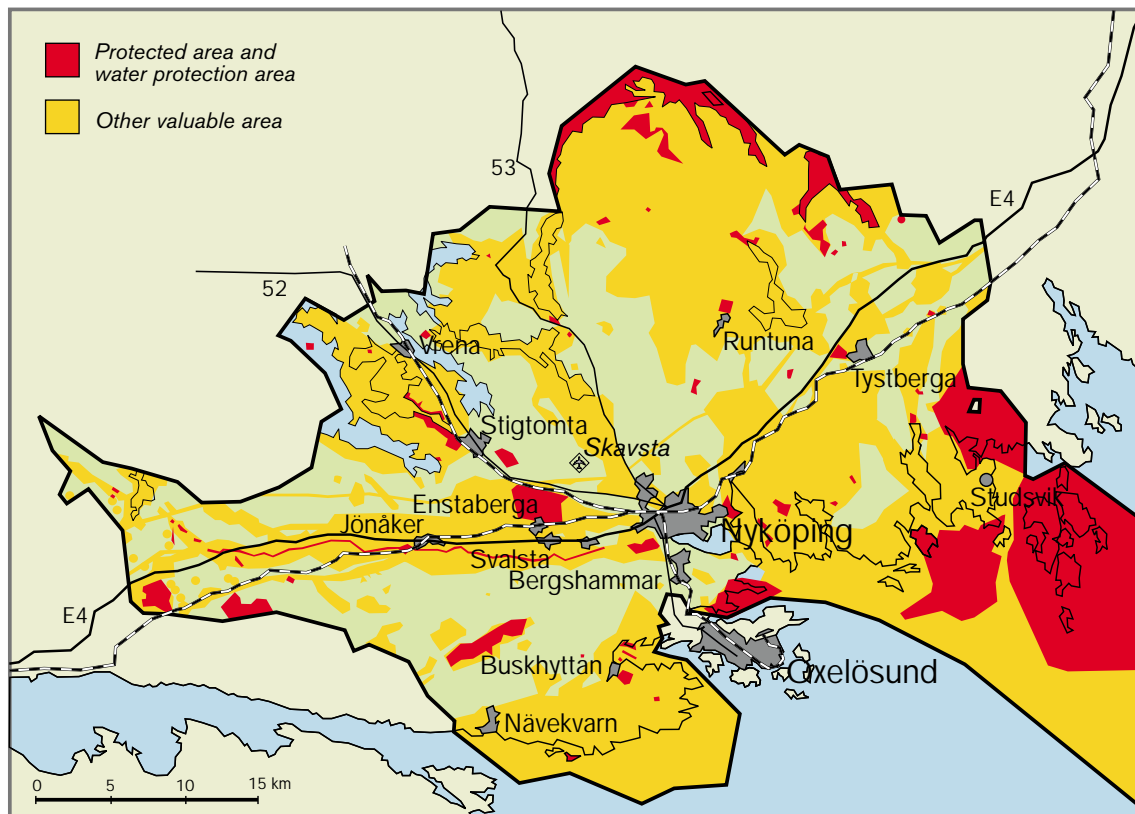 Protected area and
water protection area
Other valuable area
53
E4
52
Vrena
Runtuna
Tystberga
Stigtomta
Skavsta
Enstaberga
Studsvik
Jönåker
Nyköping
Svalsta
Bergshammar
E4
Buskhyttan
Oxelösund
Nävekvarn
0 5 10 15 km